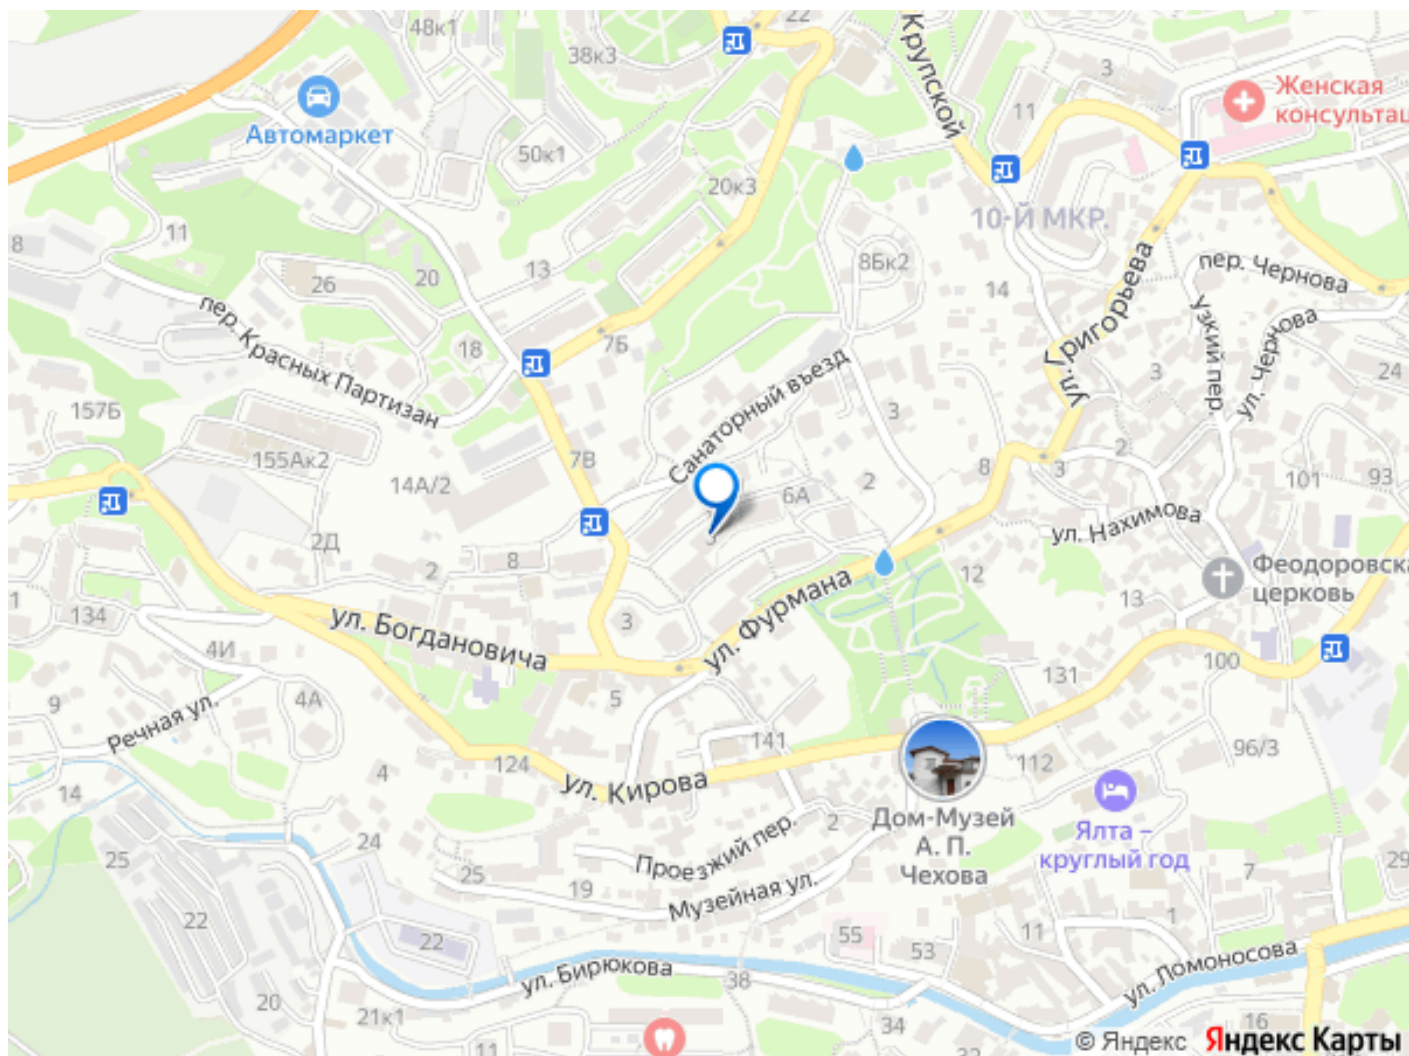 48к1
22
38к3
Крупской
3
Женская
консультац
11
Автомаркет
50к1
20к3
10-Й МКР.
11
8
13
20
26
8Бк2
14
пер. Чернова
узкий пер.
ул. Чернова
ул. Григорьева
пер. Красных Партизан
18
7Б
3
24
157Б
Санаторный въезд
3
155Ак2
14А/2
7В
6А
2
8
3
2
101
93
ул. Нахимова
2Д
8
2
12
Феодоровска
церковь
1
134
ул. Богдановича
3
ул. Фурмана
13
4И
5
131
100
9
4А
Речная ул.
141
96/3
4
124
ул. Кирова
112
14
Дом-Музей
А. П.
Чехова
Ялта –
круглый год
2
24
25
Проезжий пер.
25
19
Музейная ул.
7
29
22
22
55
53
11
1
ул. Бирюкова
38
ул. Ломоносова
20
21к1
34
16
11
© Яндекс Яндекс Карты